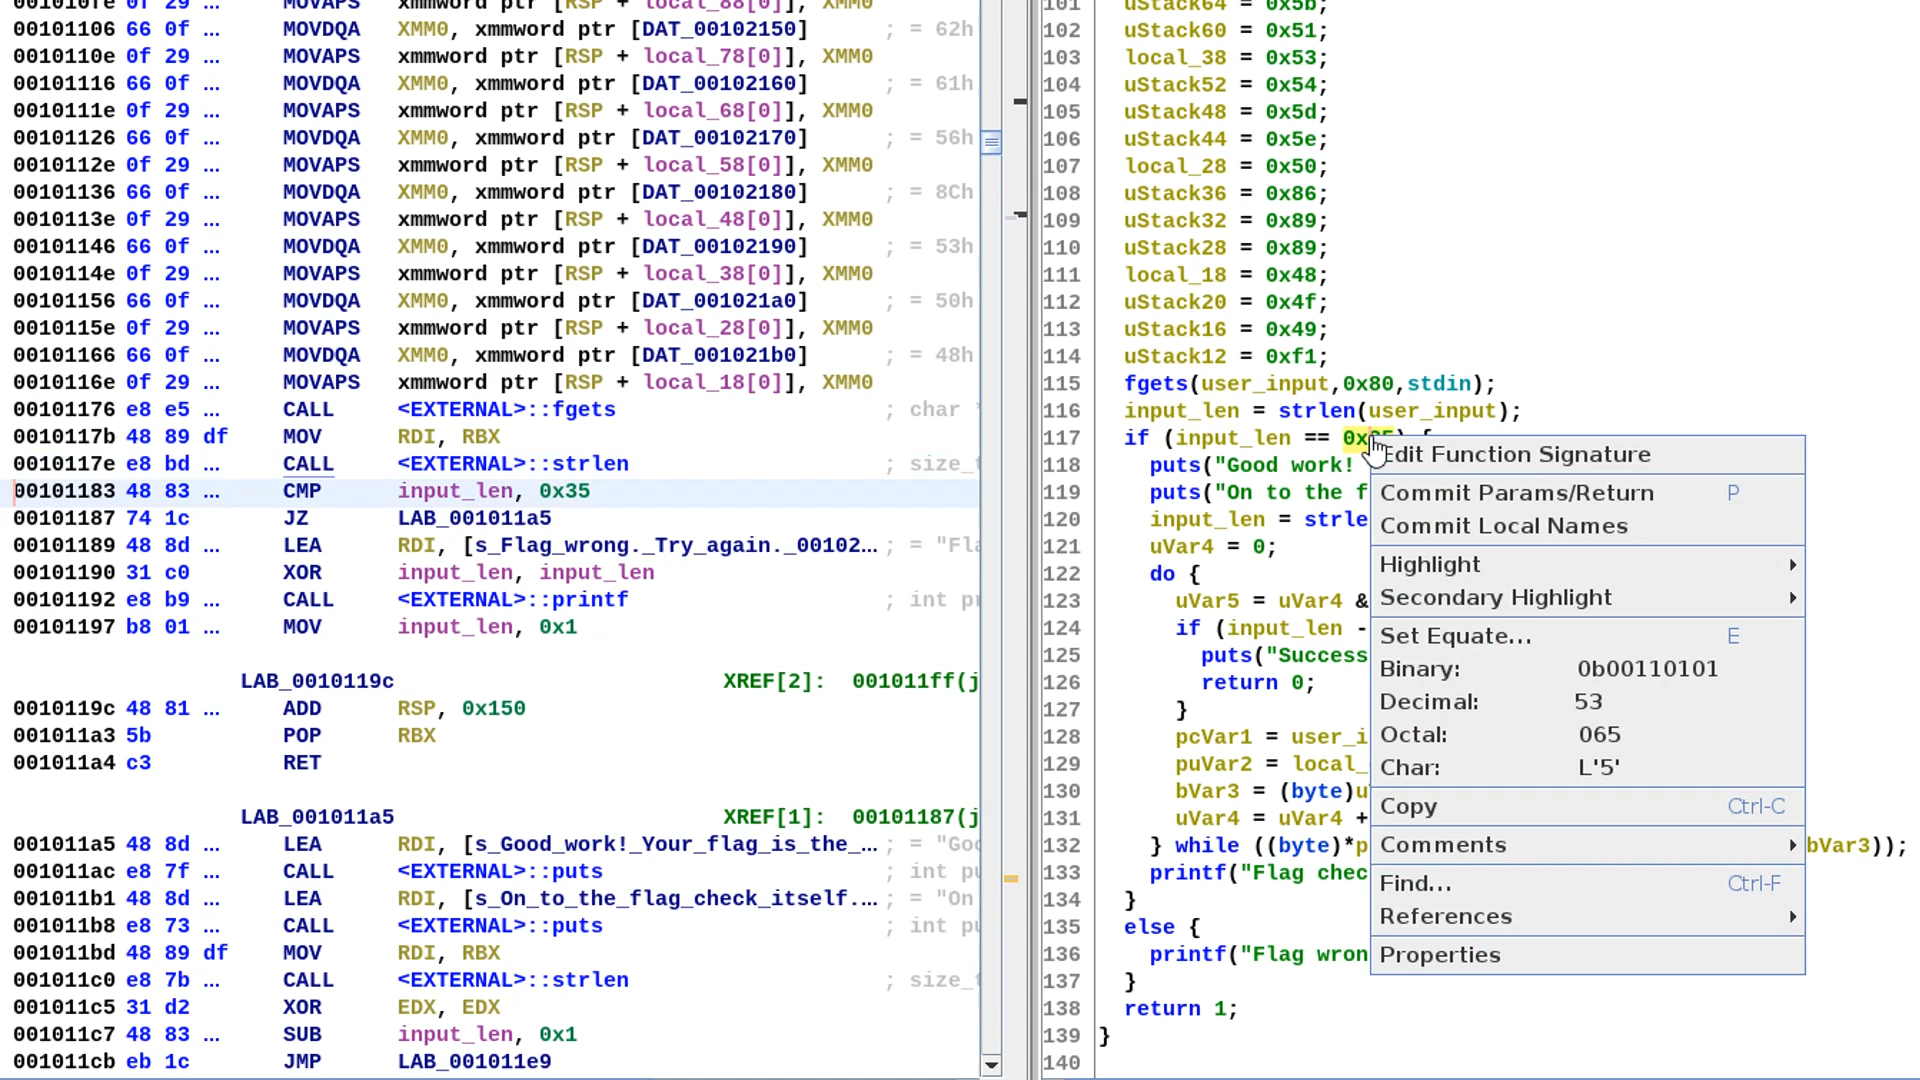 001010fe 0f 29 ... MOVAPS xmmword ptr [RSP + local_88[0]], XMM0
00101106 66 0f ... MOVDQA XMM0, xmmword ptr [DAT_00102150] ; = 62h
0010110e 0f 29 ... MOVAPS xmmword ptr [RSP + local_78[0]], XMM0
00101116 66 0f ... MOVDQA XMM0, xmmword ptr [DAT_00102160] ; = 61h
0010111e 0f 29 ... MOVAPS xmmword ptr [RSP + local_68[0]], XMM0
00101126 66 0f ... MOVDQA XMM0, xmmword ptr [DAT_00102170] ; = 56h
0010112e 0f 29 ... MOVAPS xmmword ptr [RSP + local_58[0]], XMM0
00101136 66 0f ... MOVDQA XMM0, xmmword ptr [DAT_00102180] ; = 8Ch
0010113e 0f 29 ... MOVAPS xmmword ptr [RSP + local_48[0]], XMM0
00101146 66 0f ... MOVDQA XMM0, xmmword ptr [DAT_00102190] ; = 53h
0010114e 0f 29 ... MOVAPS xmmword ptr [RSP + local_38[0]], XMM0
00101156 66 0f ... MOVDQA XMM0, xmmword ptr [DAT_001021a0] ; = 50h
0010115e 0f 29 ... MOVAPS xmmword ptr [RSP + local_28[0]], XMM0
00101166 66 0f ... MOVDQA XMM0, xmmword ptr [DAT_001021b0] ; = 48h
0010116e 0f 29 ... MOVAPS xmmword ptr [RSP + local_18[0]], XMM0
00101176 e8 e5 ... CALL <EXTERNAL>::fgets ; char
0010117b 48 89 df MOV RDI, RBX
0010117e e8 bd ... CALL <EXTERNAL>::strlen ; size_t
00101183 48 83 ... CMP input_len, 0x35
00101187 74 1c JZ LAB_001011a5
00101189 48 8d ... LEA RDI, [s_Flag_wrong._Try_again._00102... ; = "Fla
00101190 31 c0 XOR input_len, input_len
00101192 e8 b9 ... CALL <EXTERNAL>::printf ; int pr
00101197 b8 01 ... MOV input_len, 0x1
LAB_0010119c XREF[2]: 001011ff(j
0010119c 48 81 ... ADD RSP, 0x150
001011a3 5b POP RBX
001011a4 c3 RET
LAB_001011a5 XREF[1]: 00101187(j
001011a5 48 8d ... LEA RDI, [s_Good_work!_Your_flag_is_the_... ; = "Goo
001011ac e8 7f ... CALL <EXTERNAL>::puts ; int pu
001011b1 48 8d ... LEA RDI, [s_On_to_the_flag_check_itself.... ; = "On
001011b8 e8 73 ... CALL <EXTERNAL>::puts ; int pu
001011bd 48 89 df MOV RDI, RBX
001011c0 e8 7b ... CALL <EXTERNAL>::strlen ; size_t
001011c5 31 d2 XOR EDX, EDX
001011c7 48 83 ... SUB input_len, 0x1
001011cb eb 1c JMP LAB_001011e9
101 uStack64 = 0x5b;
102 uStack60 = 0x51;
103 local_38 = 0x53;
104 uStack52 = 0x54;
105 uStack48 = 0x5d;
106 uStack44 = 0x5e;
107 local_28 = 0x50;
108 uStack36 = 0x86;
109 uStack32 = 0x89;
110 uStack28 = 0x89;
111 local_18 = 0x48;
112 uStack20 = 0x4f;
113 uStack16 = 0x49;
114 uStack12 = 0xf1;
115 fgets(user_input,0x80,stdin);
116 input_len = strlen(user_input);
117 if (input_len == 0x35) {
118 puts("Good work!
119 puts("On to the f
120 input_len = strle
121 uVar4 = 0;
122 do {
123 uVar5 = uVar4 &
124 if (input_len -
125 puts("Success
126 return 0;
127 }
128 pcVar1 = user_i
129 puVar2 = local_
130 bVar3 = (byte)u
131 uVar4 = uVar4 +
132 } while ((byte)*p bVar3));
133 printf("Flag chec
134 }
135 else {
136 printf("Flag wron
137 }
138 return 1;
139 }
140
Edit Function Signature
Commit Params/Return P
Commit Local Names
Highlight
Secondary Highlight
Set Equate... E
Binary: 0b00110101
Decimal: 53
Octal: 065
Char: L'5'
Copy Ctrl-C
Comments
Find... Ctrl-F
References
Properties